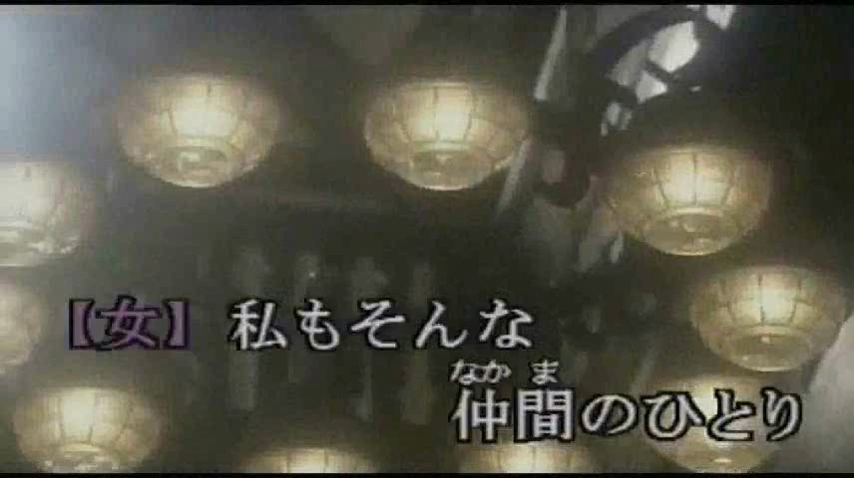 【女】 私もそんな
なかま
仲間のひとり